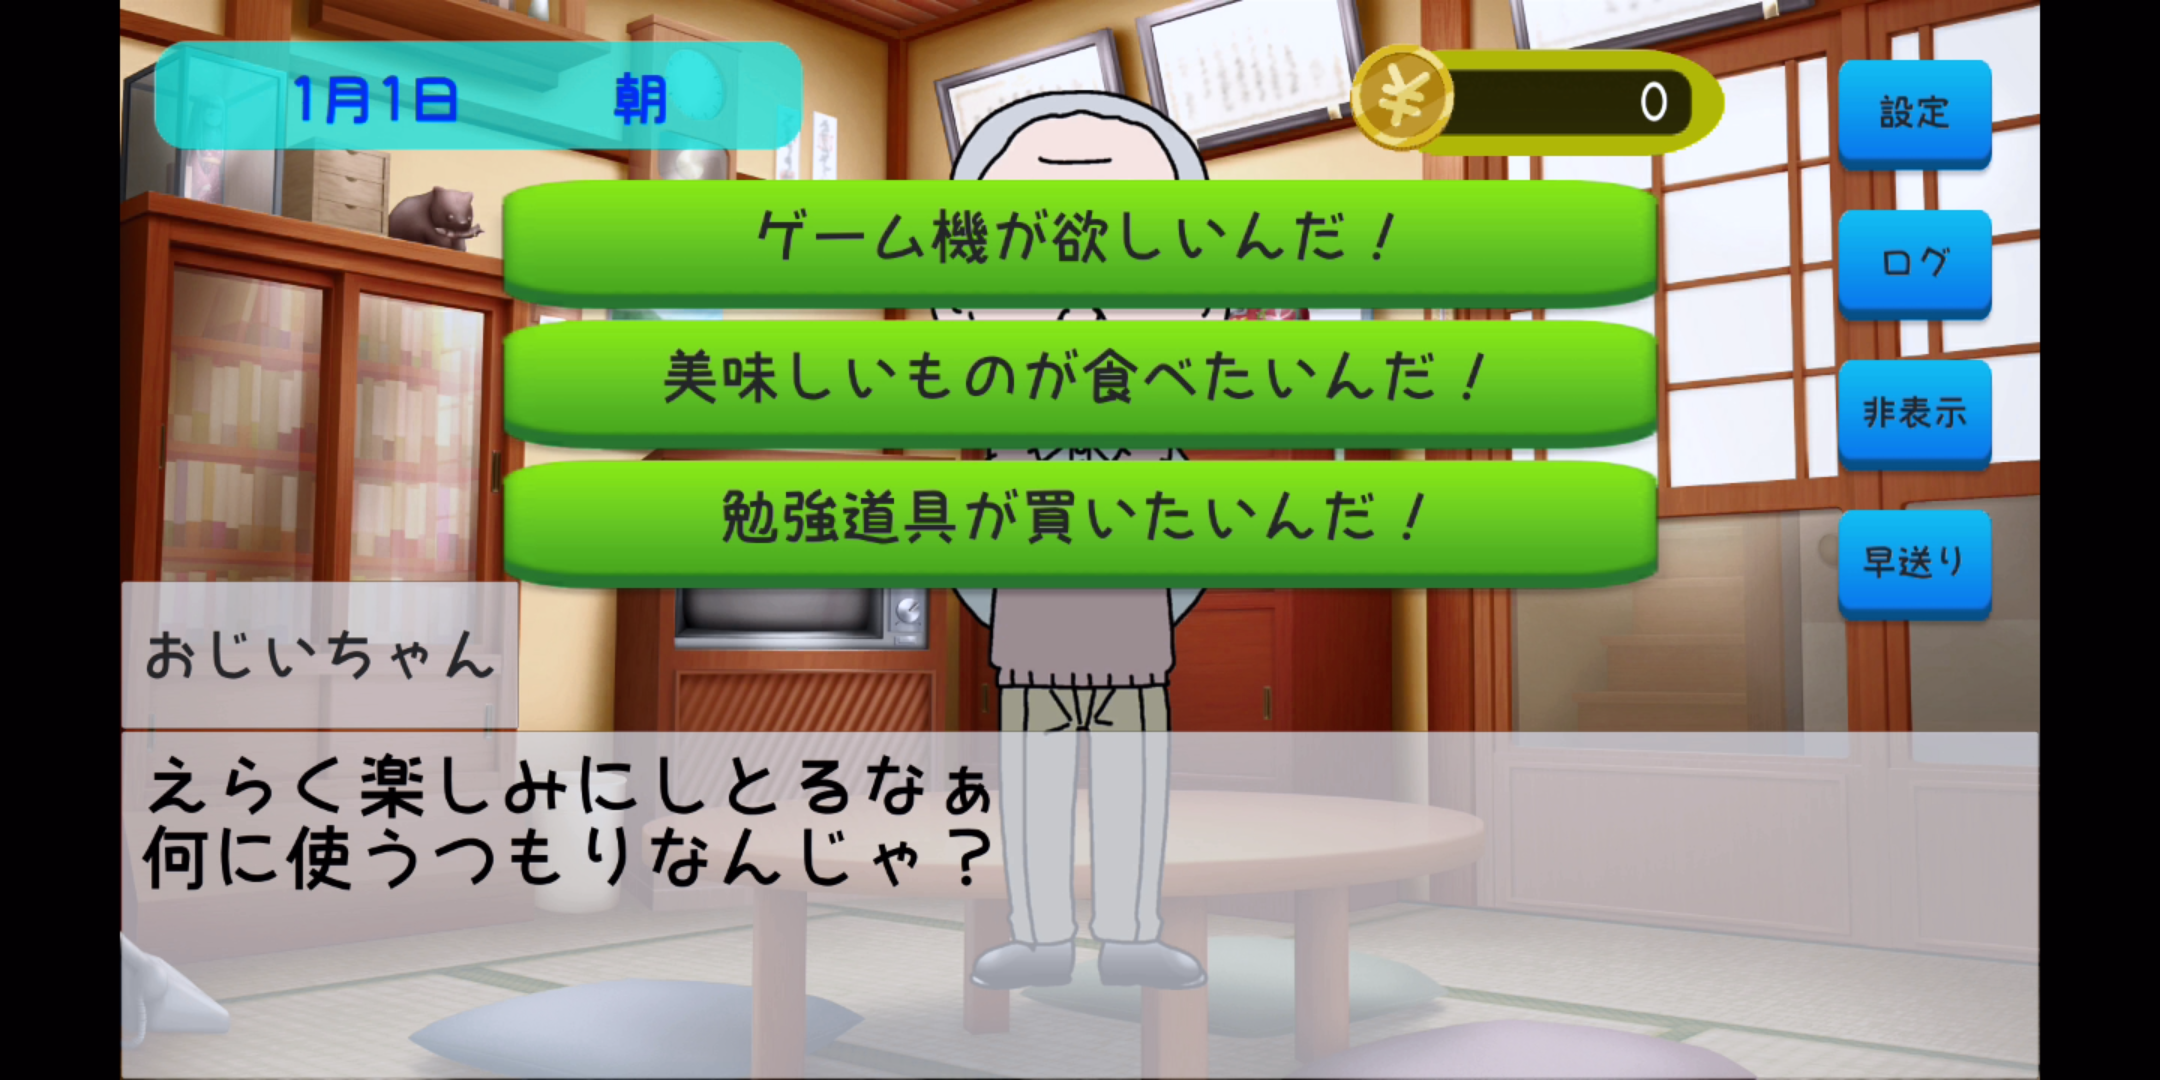 1月1日 朝
0
設定
ログ
非表示
早送り
ゲーム機が欲しいんだ！
美味しいものが食べたいんだ！
勉強道具が買いたいんだ！
おじいちゃん
えらく楽しみにしとるなぁ
何に使うつもりなんじゃ？